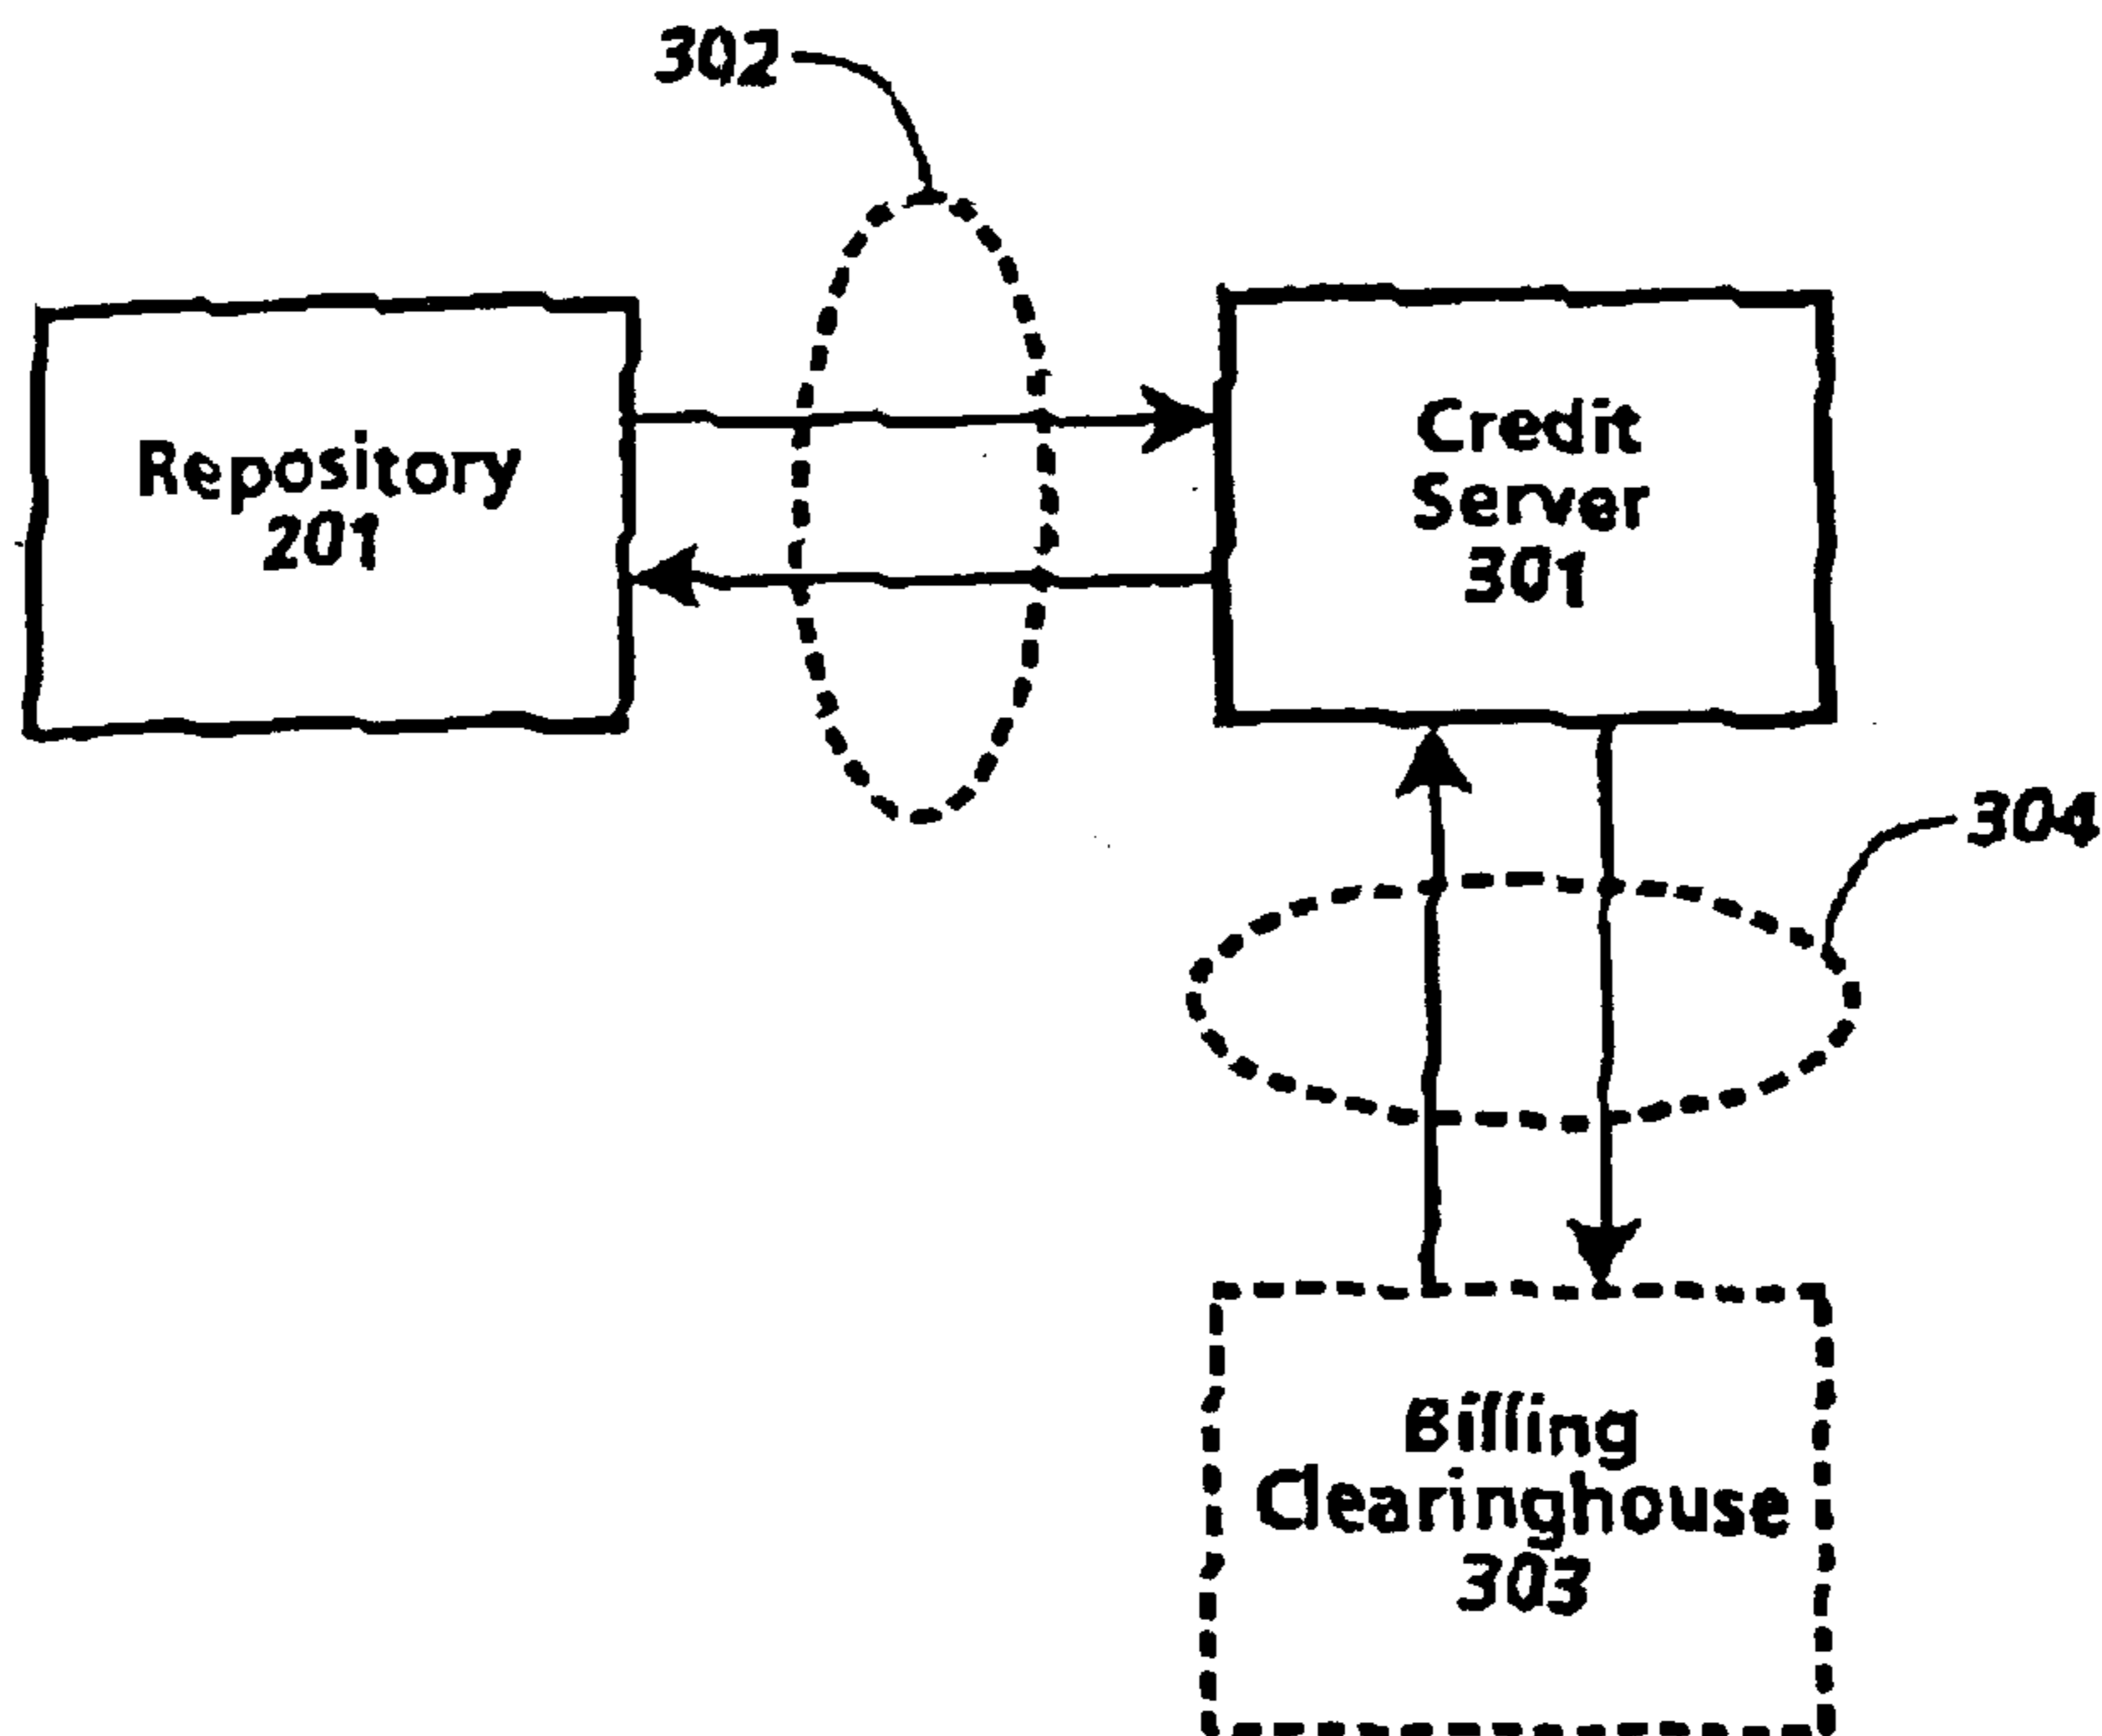 302
Repository
201
Credit
Server
301
304
Billing
Clearinghouse
303